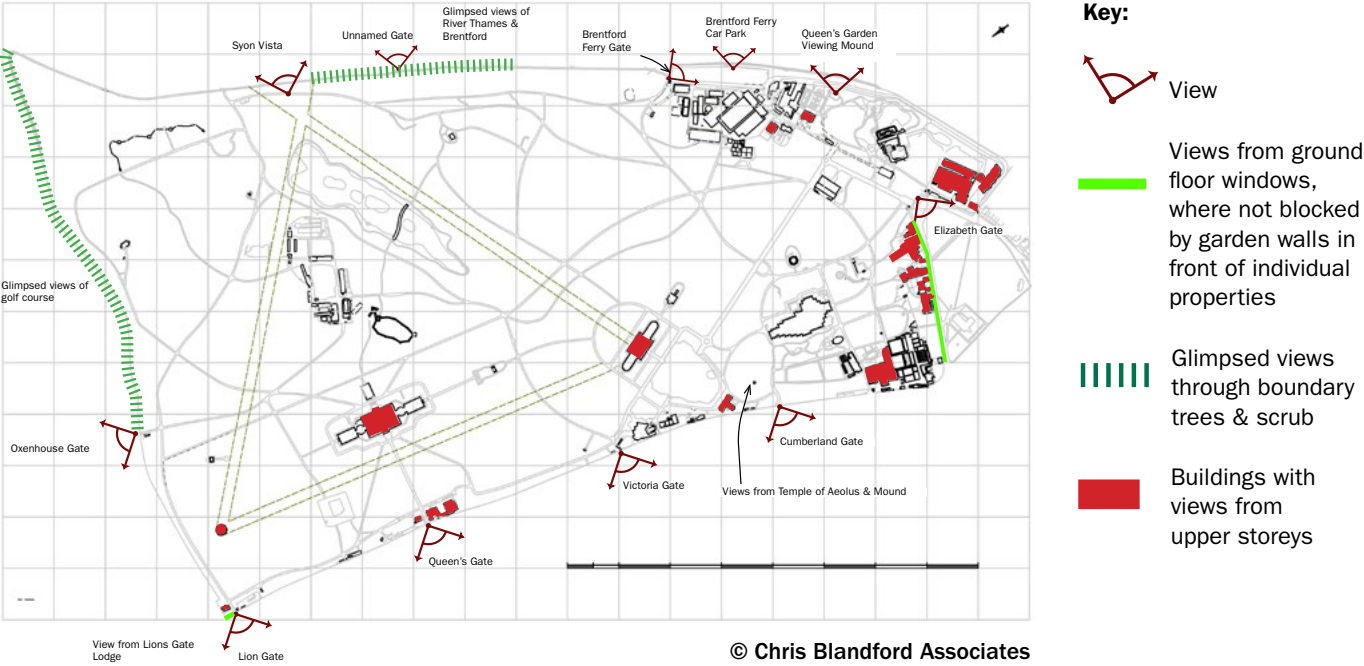 Glimpsed views of
River Thames &
Brentford
Syon Vista
Unnamed Gate
Brentford
Ferry Gate
Brentford Ferry
Car Park
Queen's Garden
Viewing Mound
Elizabeth Gate
Glimpsed views of
golf course
Oxenhouse Gate
Cumberland Gate
Victoria Gate
Views from Temple of Aeolus & Mound
Queen's Gate
View from Lions Gate
Lodge
Lion Gate
© Chris Blandford Associates
Key:
View
Views from ground
floor windows,
where not blocked
by garden walls in
front of individual
properties
Glimpsed views
through boundary
trees & scrub
Buildings with
views from
upper storeys